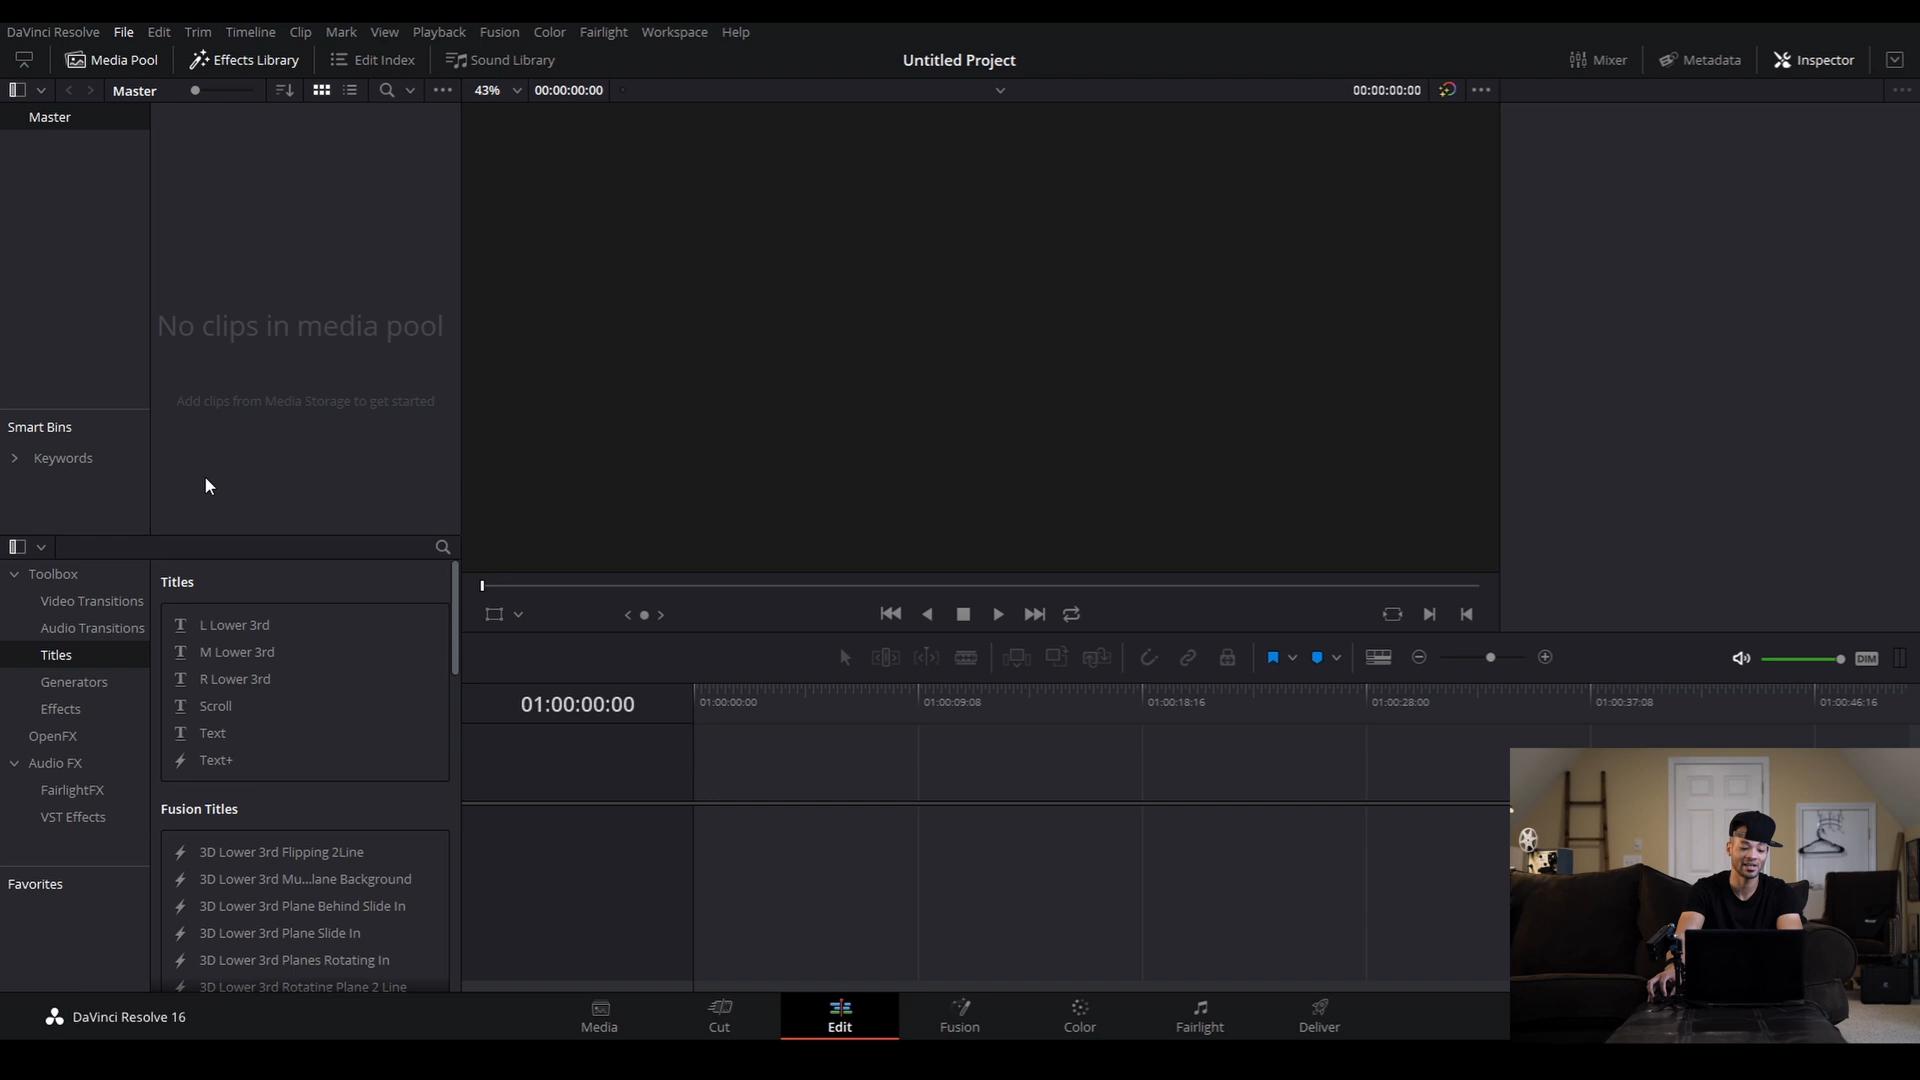 DaVinci Resolve File Edit Trim Timeline Clip Mark View Playback Fusion Color Fairlight Workspace Help
Media Pool Effects Library Edit Index Sound Library Untitled Project Mixer Metadata Inspector
Master 43% 00:00:00:00 00:00:00:00
Master
No clips in media pool
Add clips from Media Storage to get started
Smart Bins
Keywords
Toolbox
Video Transitions
Audio Transitions
Titles
Generators
Effects
OpenFX
Audio FX
FairlightFX
VST Effects
Favorites
Titles
L Lower 3rd
M Lower 3rd
R Lower 3rd
Scroll
Text
Text+
Fusion Titles
3D Lower 3rd Flipping 2Line
3D Lower 3rd Mu...lane Background
3D Lower 3rd Plane Behind Slide In
3D Lower 3rd Plane Slide In
3D Lower 3rd Planes Rotating In
3D Lower 3rd Rotating Plane 2 Line
DIM
01:00:00:00
01:00:00:00 01:00:09:08 01:00:18:16 01:00:28:00 01:00:37:08 01:00:46:16
DaVinci Resolve 16
Media Cut Edit Fusion Color Fairlight Deliver